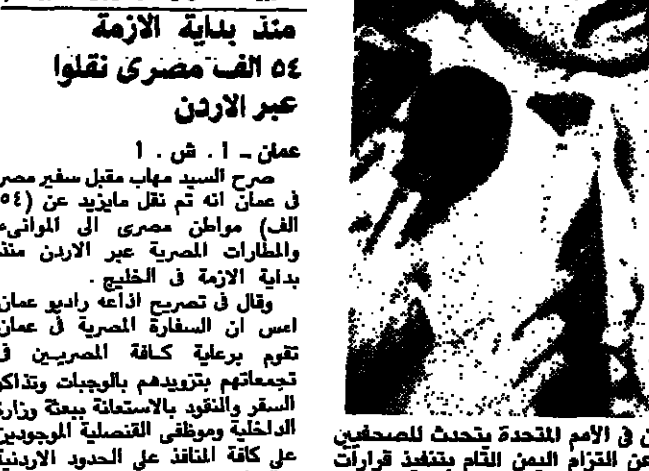 منذ بداية الازمة
٥٤ الف مصرى نقلوا
عبر الاردن
عمان ـ ا . ش . ا
صرح السيد مهاب مقبل سفير مصر
فى عمان انه تم نقل مايزيد عن (٥٤
الف) مواطن مصرى الى الموانىء
والمطارات المصرية عبر الاردن منذ
بداية الازمة فى الخليج .
وقال فى تصريح اذاعه راديو عمان
امس ان السفارة المصرية فى عمان
تقوم برعاية كافة المصريين فى
تجمعاتهم بتزويدهم بالوجبات وتذاكر
السفر والنقود بالاستعانة ببعثة وزارة
الداخلية وموظفى القنصلية الموجودين
على كافة المنافذ على الحدود الاردنية
فى الأمم المتحدة يتحدث للصحفيين
عن التزام اليمن التام بتنفيذ قرارات